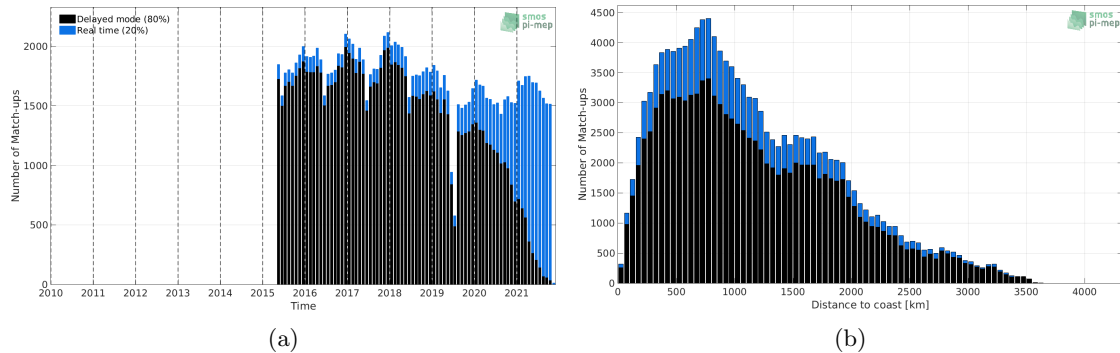 Delayed mode (80%)
Real time (20%)
smos
pi-mep
Number of Match-ups
2000
1500
1000
500
0
2010 2011 2012 2013 2014 2015 2016 2017 2018 2019 2020 2021
Time
(a)
smos
pi-mep
Number of Match-ups
4500
4000
3500
3000
2500
2000
1500
1000
500
0
0 500 1000 1500 2000 2500 3000 3500 4000
Distance to coast [km]
(b)